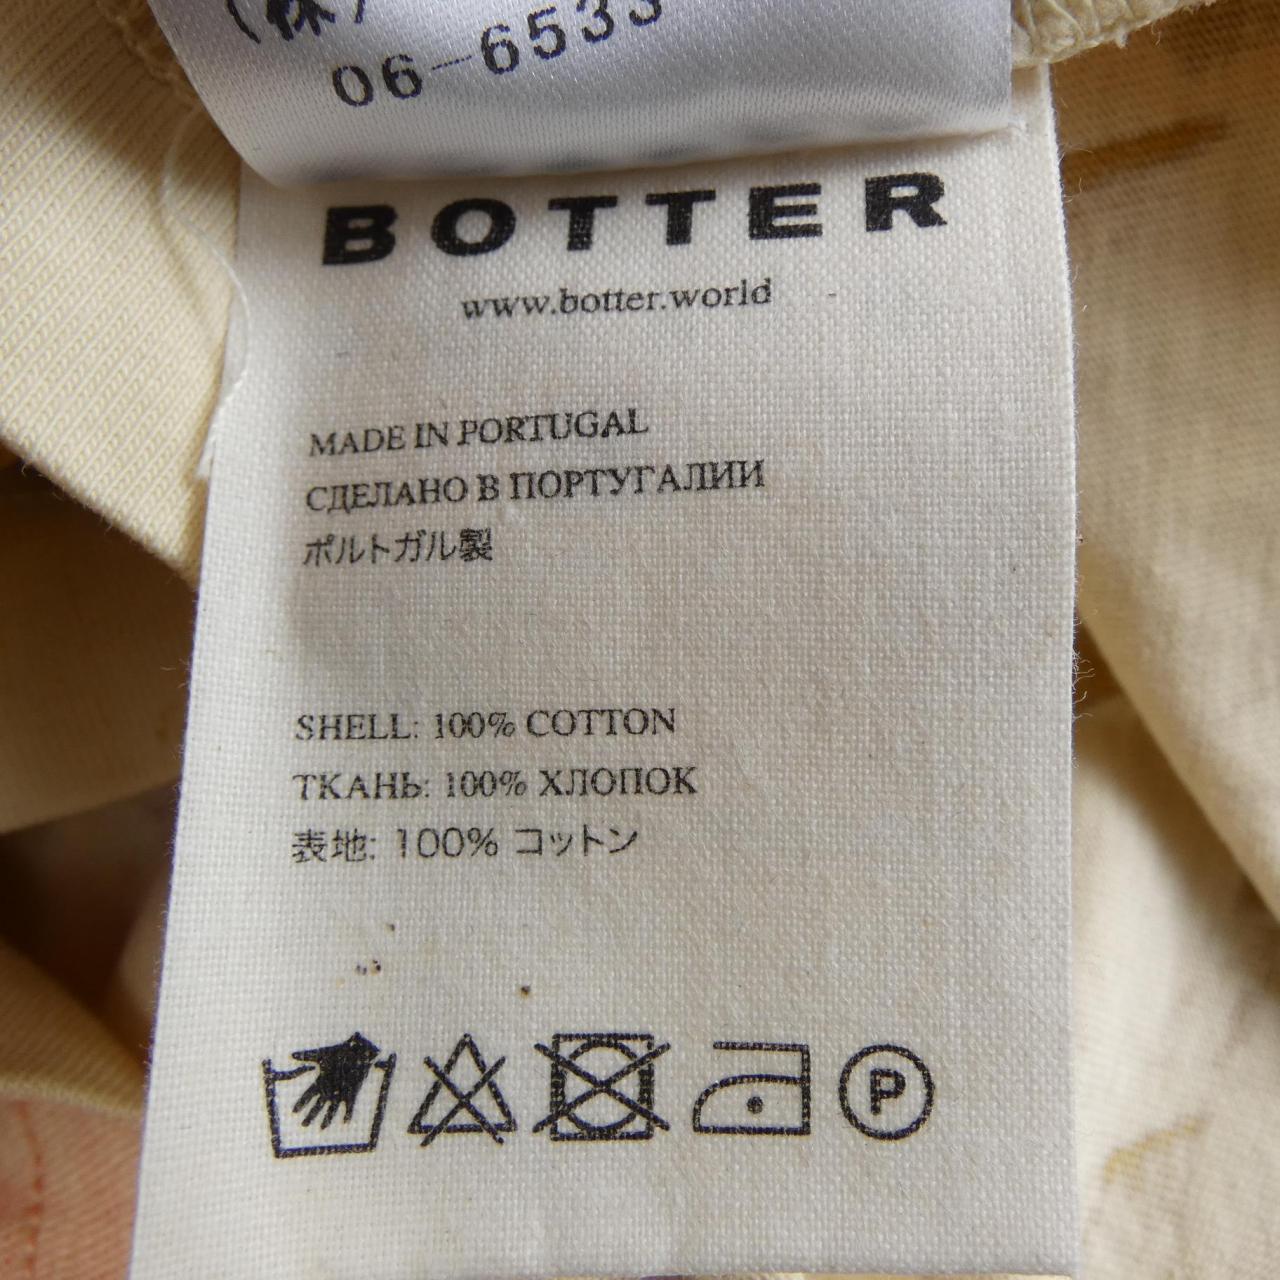 (株)
06-6533
BOTTER
www.botter.world
MADE IN PORTUGAL
СДЕЛАНО В ПОРТУГАЛИИ
ポルトガル製
SHELL: 100% COTTON
ТКАНЬ: 100% ХЛОПОК
表地: 100% コットン
P